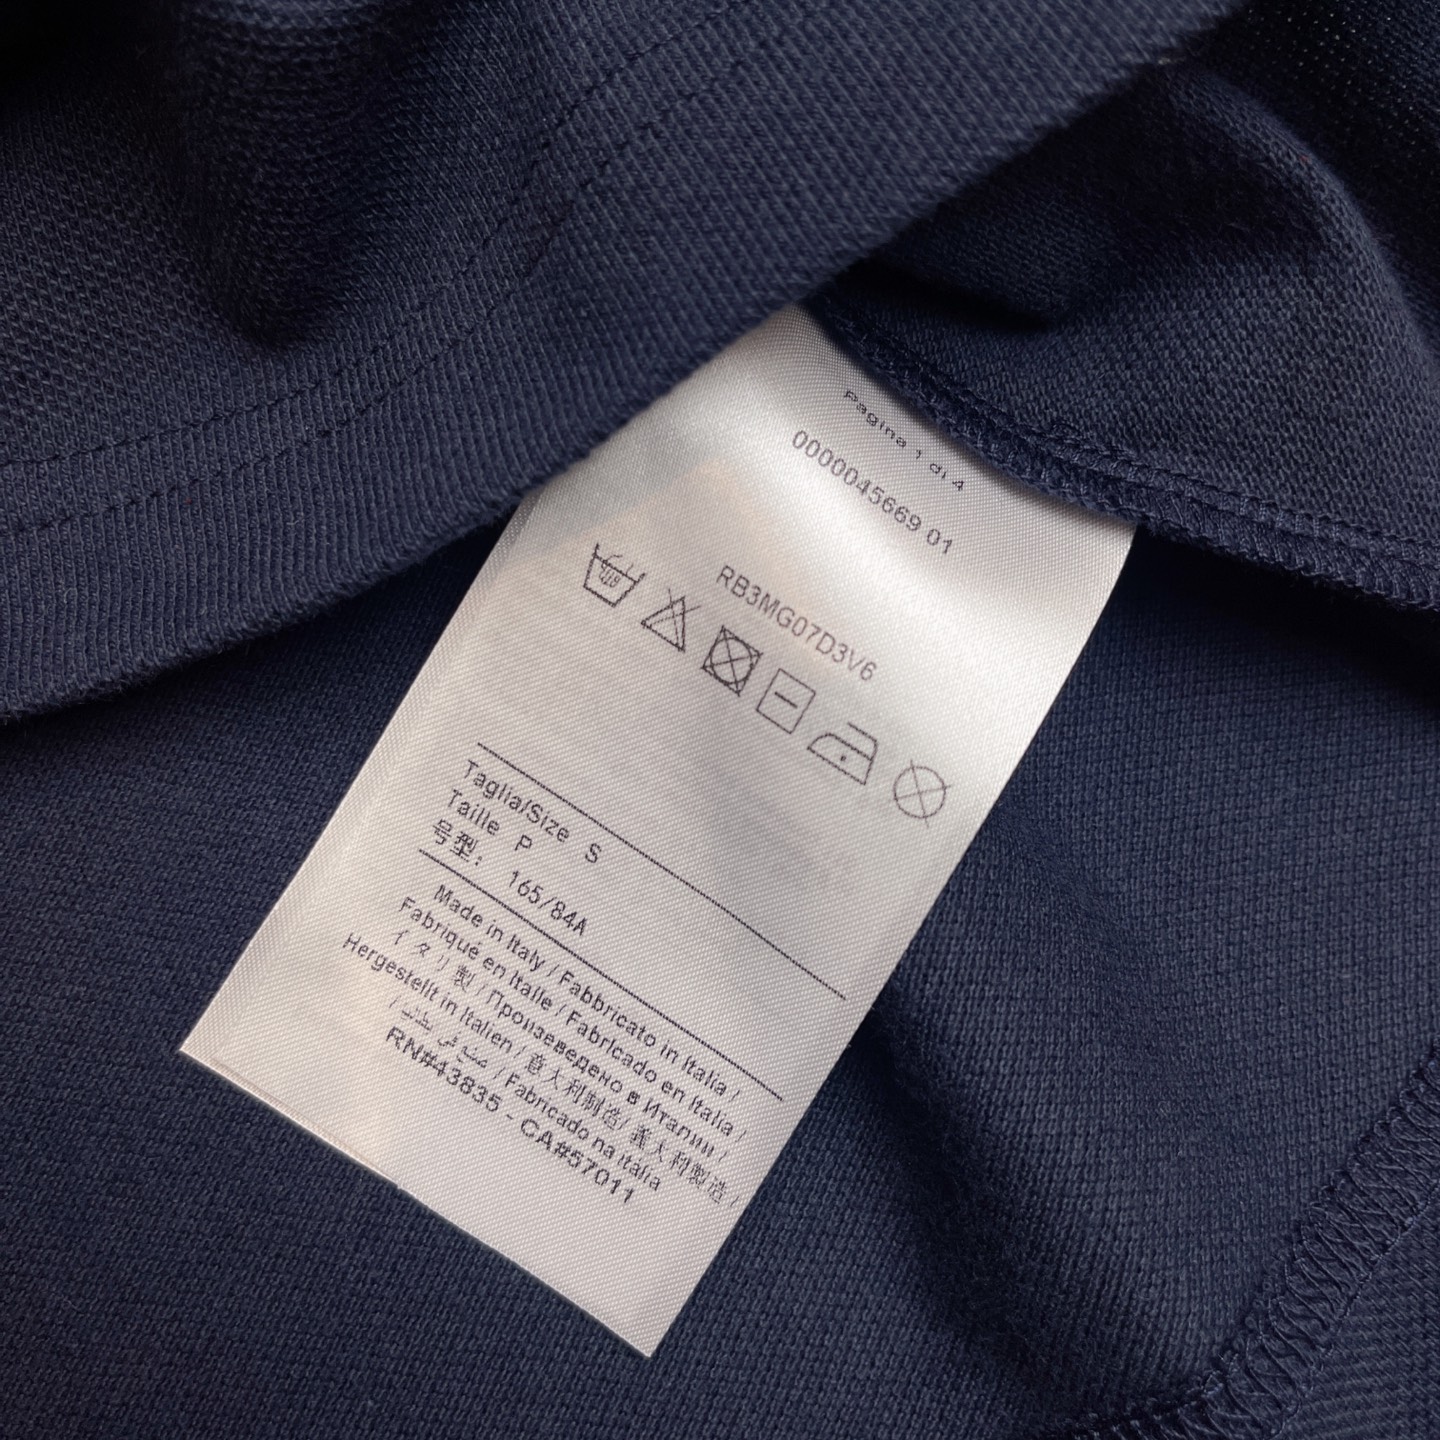 Pagina 1 di 4
0000045669 01
RB3MG07D3V6
Taglia/Size S
Taille P
号型: 165/84A
Made in Italy / Fabbricato in Italia /
Fabriqué en Italie / Fabricado en Italia /
イタリ製 / Произведено в Италии /
Hergestellt in Italien / 意大利制造/ 義大利製造 /
/ Fabricado na Itália
RN#43835 - CA#57011